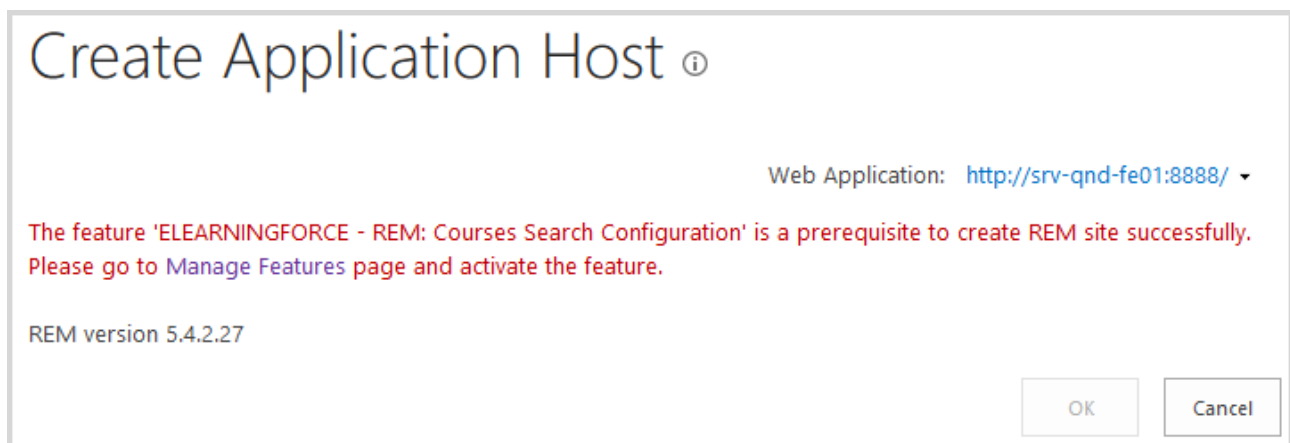 Create Application Host
Web Application: http://srv-qnd-fe01:8888/
The feature 'ELEARNINGFORCE - REM: Courses Search Configuration' is a prerequisite to create REM site successfully.
Please go to Manage Features page and activate the feature.
REM version 5.4.2.27
OK Cancel